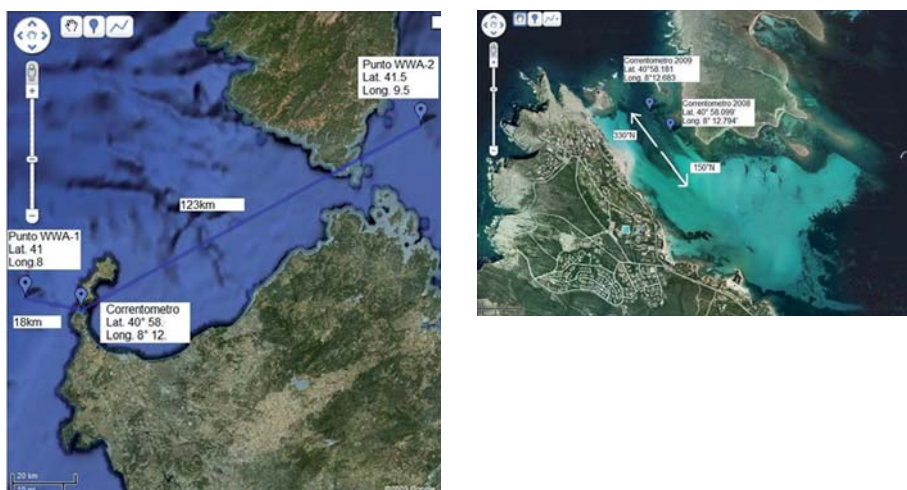 Punto WWA-2
Lat. 41.5
Long. 9.5
123km
Punto WWA-1
Lat. 41
Long.8
18km
Correntometro
Lat. 40° 58.
Long. 8° 12.
20 km
Correntometro 2009
Lat. 40°58.181
Long. 8°12.683
Correntometro 2008
Lat. 40° 58.099'
Long. 8° 12.794'
330°N
150°N